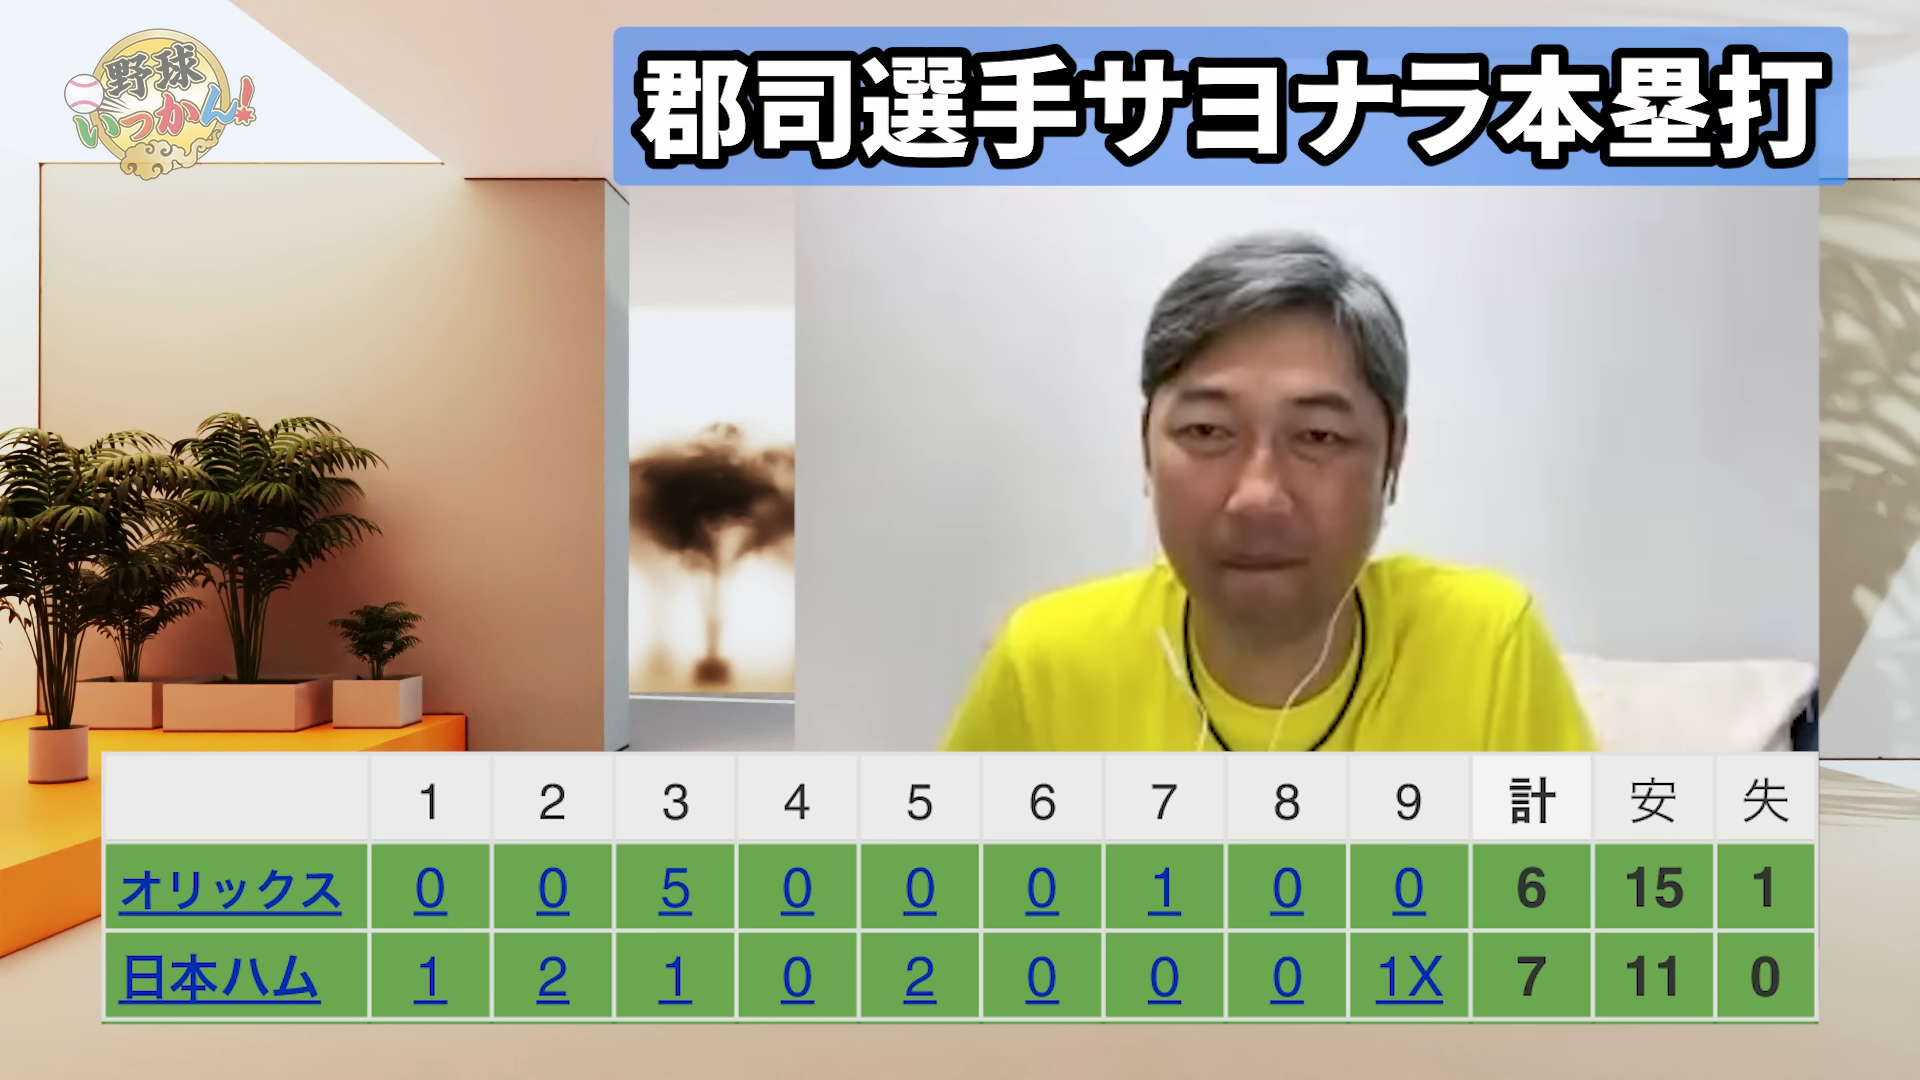 野球
いっかん!
郡司選手サヨナラ本塁打
1 2 3 4 5 6 7 8 9 計 安 失
オリックス 0 0 5 0 0 0 1 0 0 6 15 1
日本ハム 1 2 1 0 2 0 0 0 1X 7 11 0